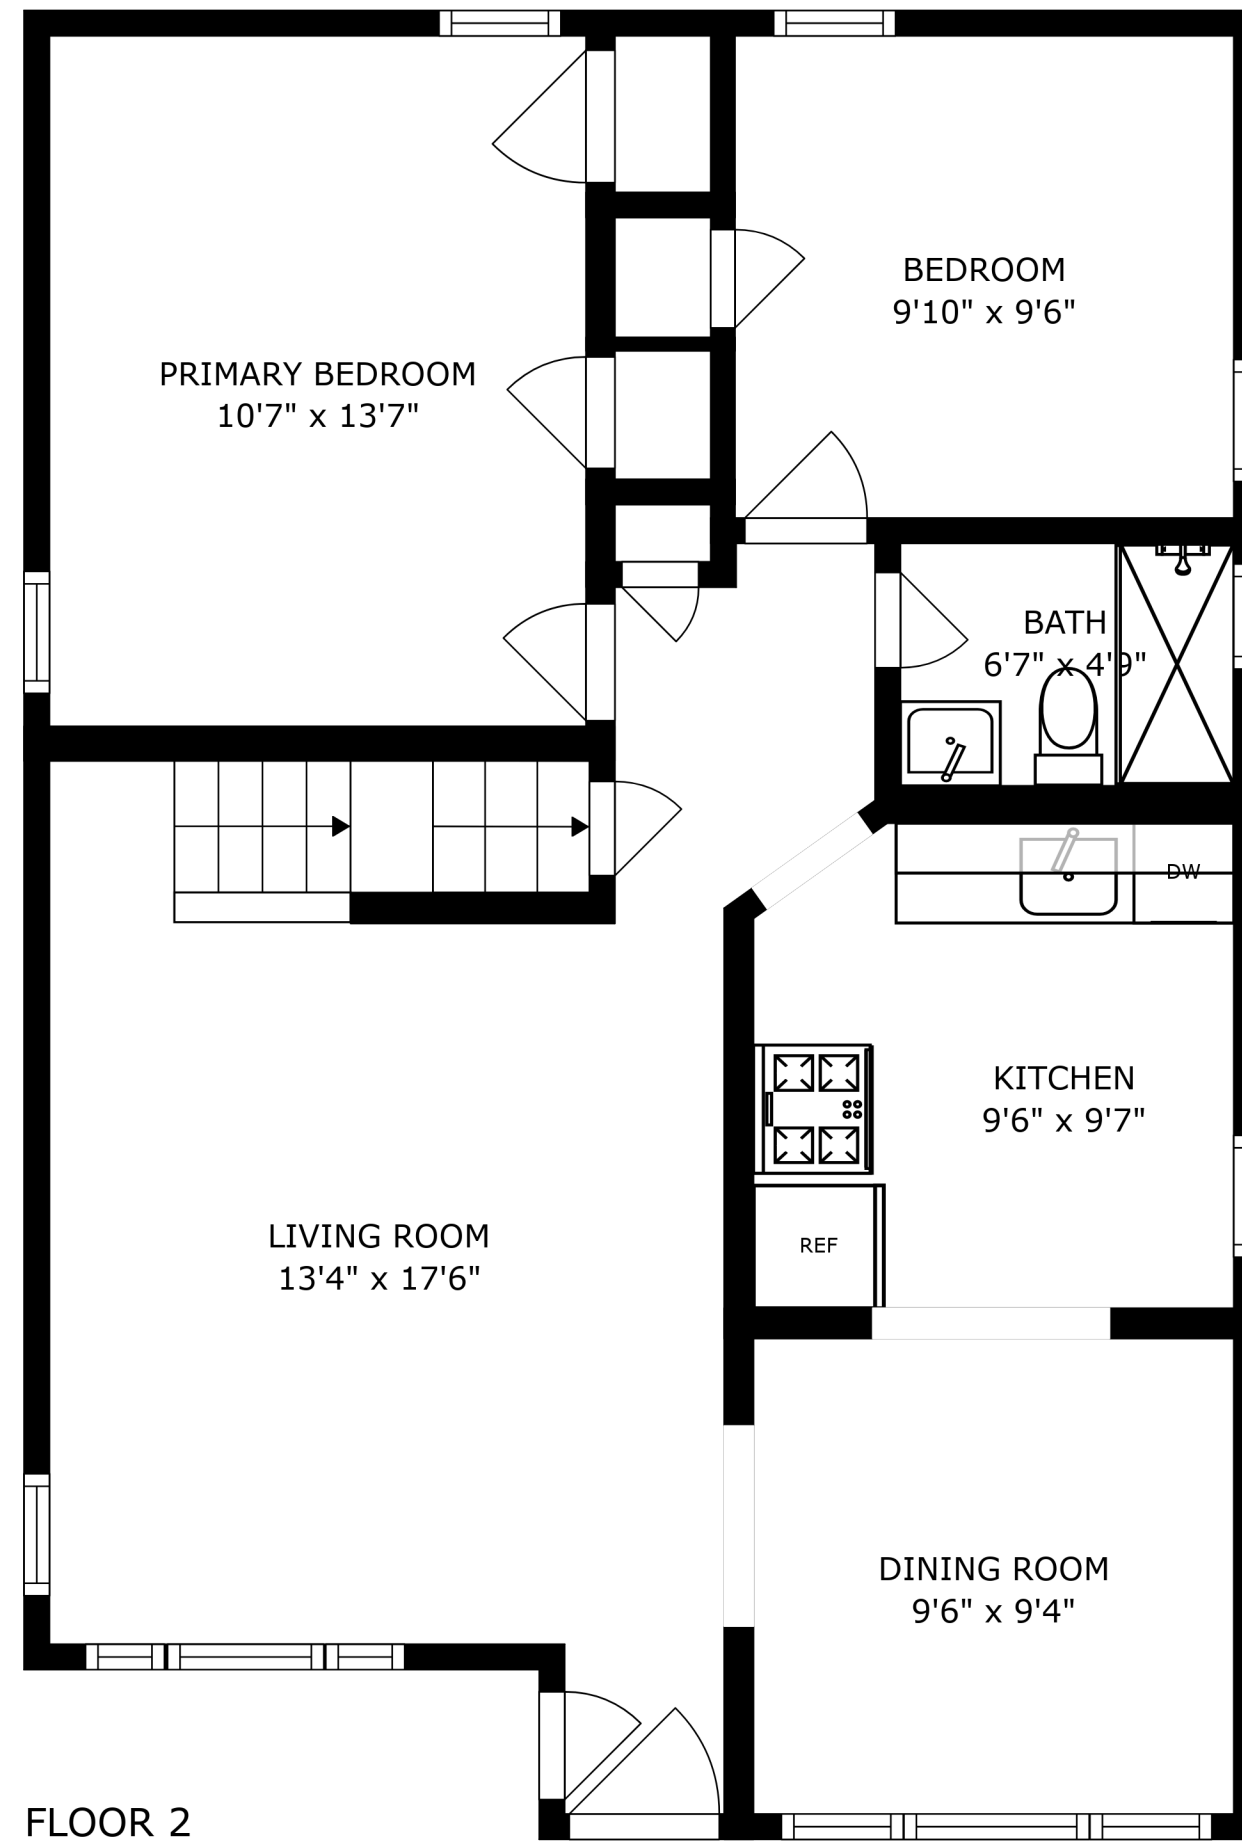 BEDROOM
9'10" x 9'6"
PRIMARY BEDROOM
10'7" x 13'7"
BATH
6'7" x 4'9"
DW
KITCHEN
9'6" x 9'7"
LIVING ROOM
13'4" x 17'6"
REF
DINING ROOM
9'6" x 9'4"
FLOOR 2